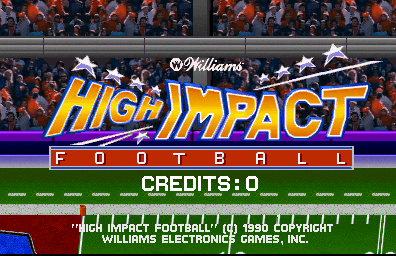 Williams
HIGH IMPACT
FOOTBALL
CREDITS: 0
"HIGH IMPACT FOOTBALL" (C) 1990 COPYRIGHT
WILLIAMS ELECTRONICS GAMES, INC.